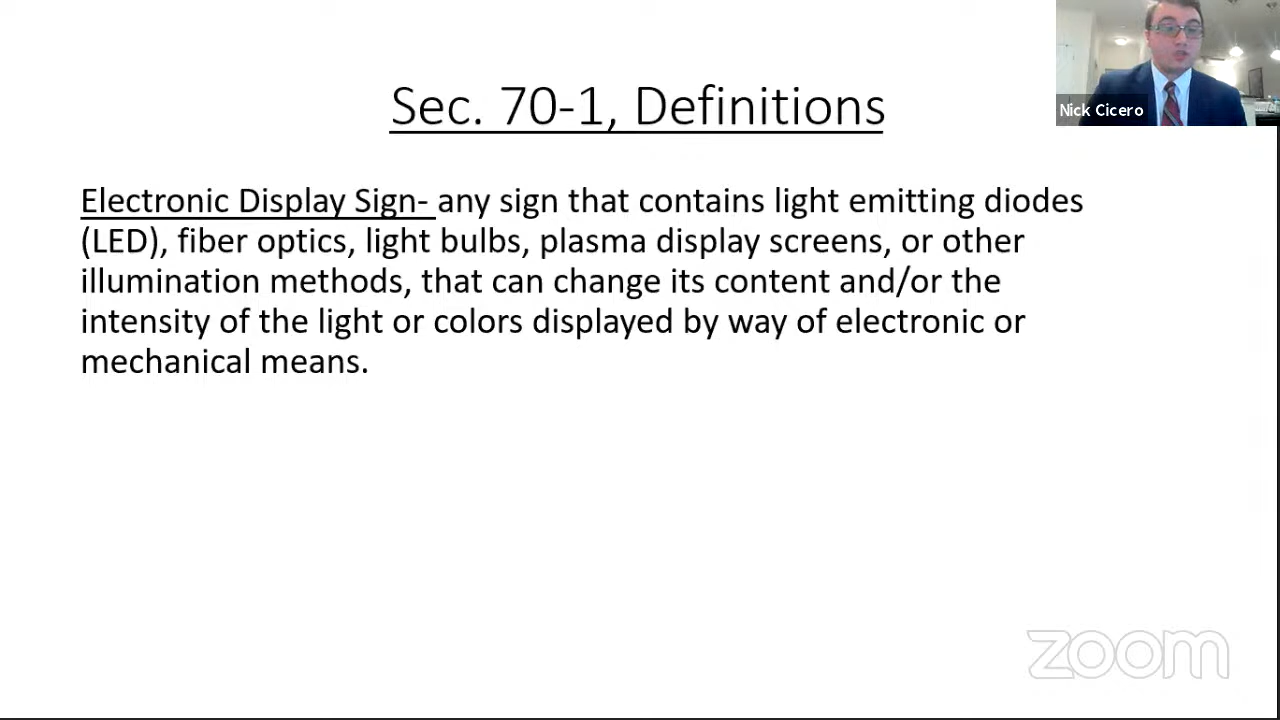 Nick Cicero
Sec. 70-1, Definitions
Electronic Display Sign- any sign that contains light emitting diodes
(LED), fiber optics, light bulbs, plasma display screens, or other
illumination methods, that can change its content and/or the
intensity of the light or colors displayed by way of electronic or
mechanical means.
zoom